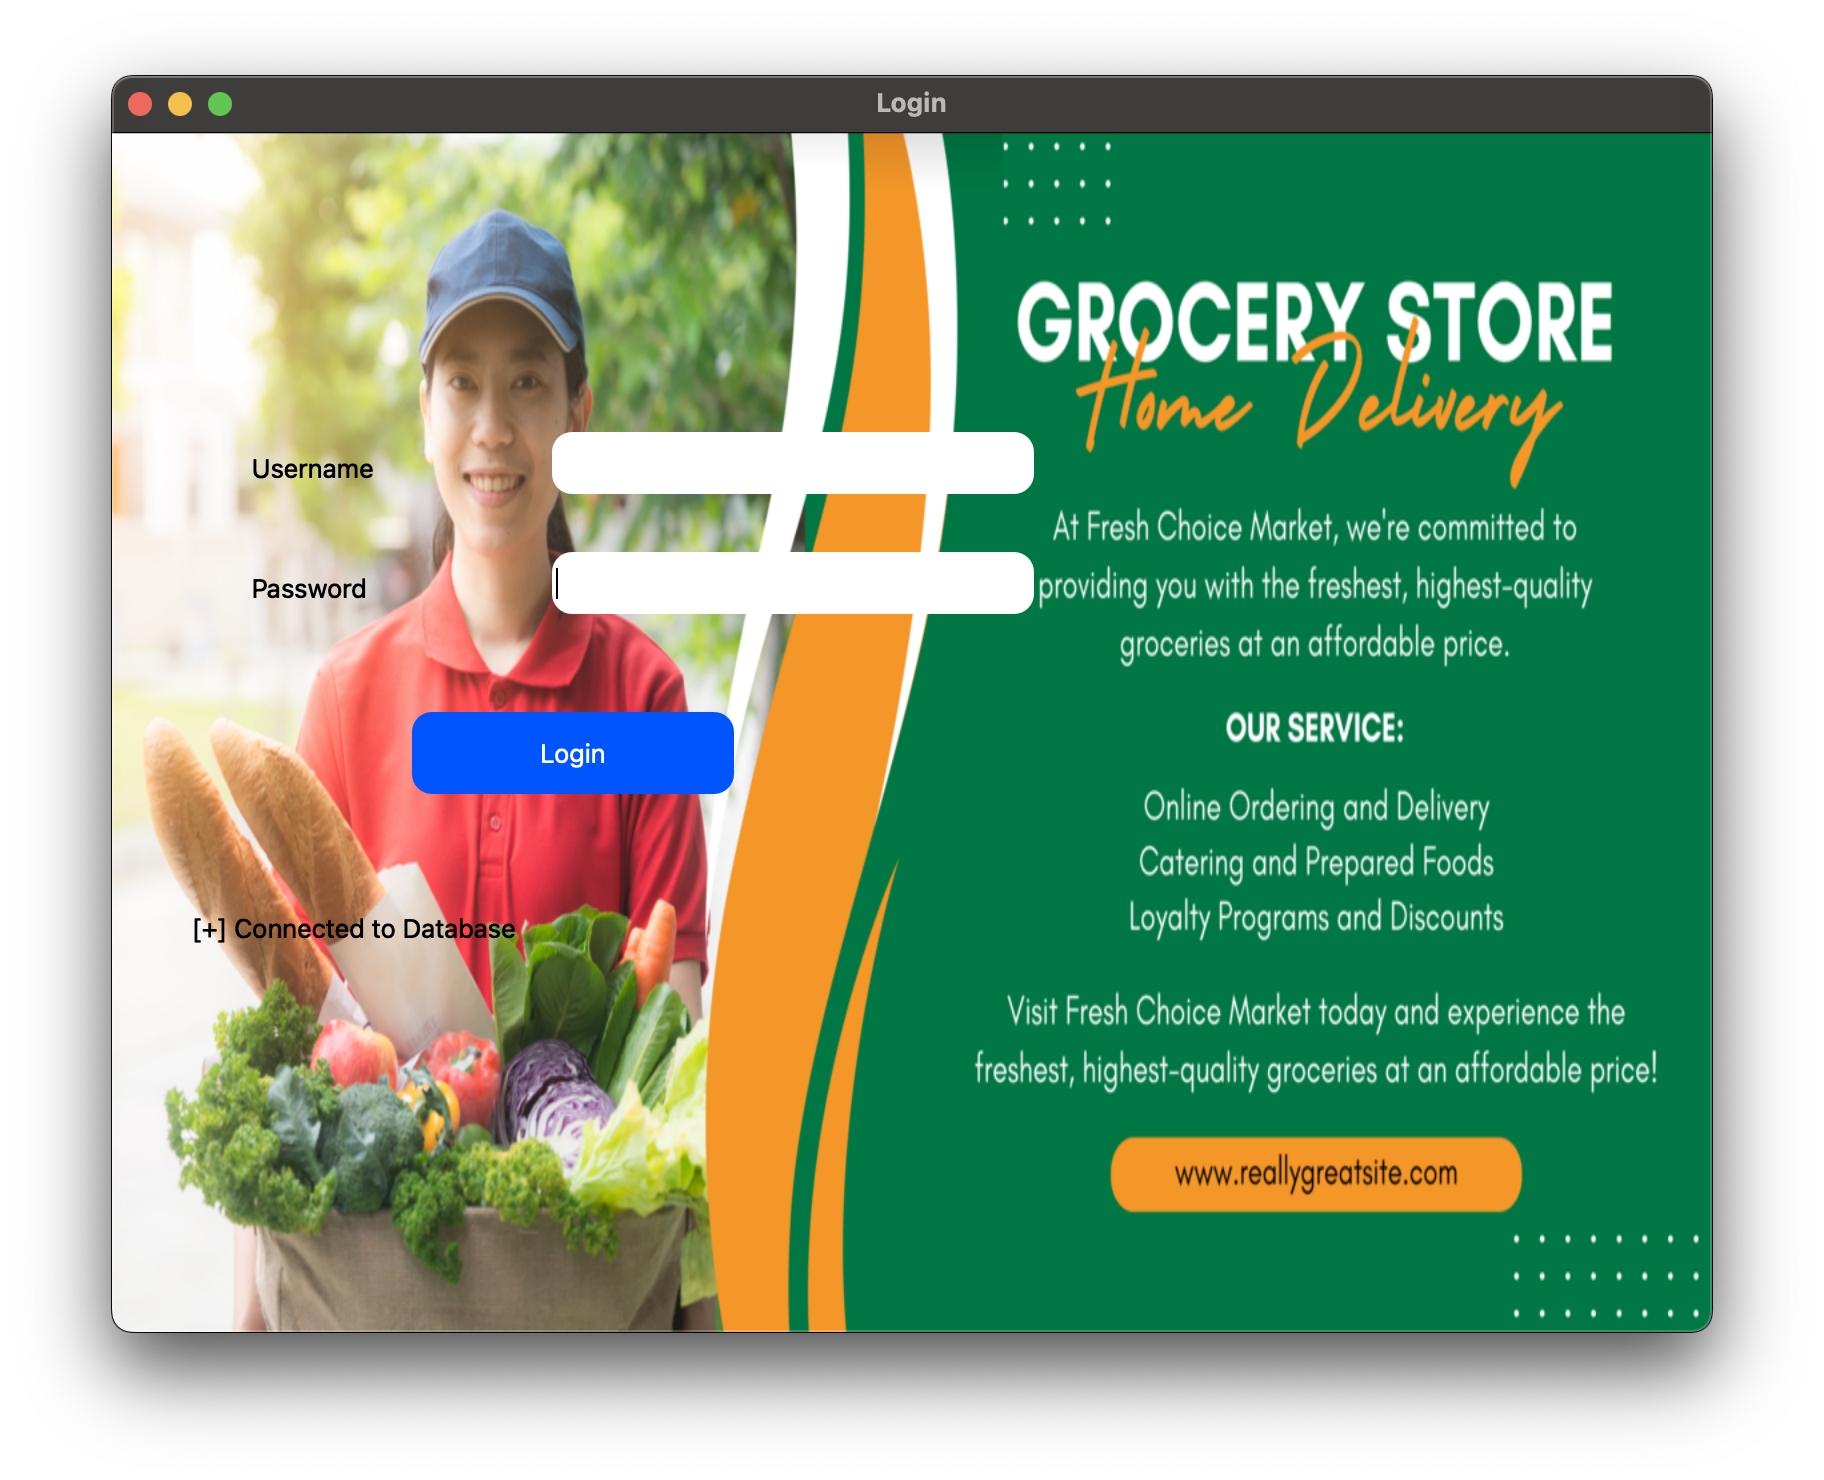 Login
GROCERY STORE
Home Delivery
Username
At Fresh Choice Market, we're committed to
providing you with the freshest, highest-quality
groceries at an affordable price.
Password
OUR SERVICE:
Login
Online Ordering and Delivery
Catering and Prepared Foods
Loyalty Programs and Discounts
[+] Connected to Database
Visit Fresh Choice Market today and experience the
freshest, highest-quality groceries at an affordable price!
www.reallygreatsite.com